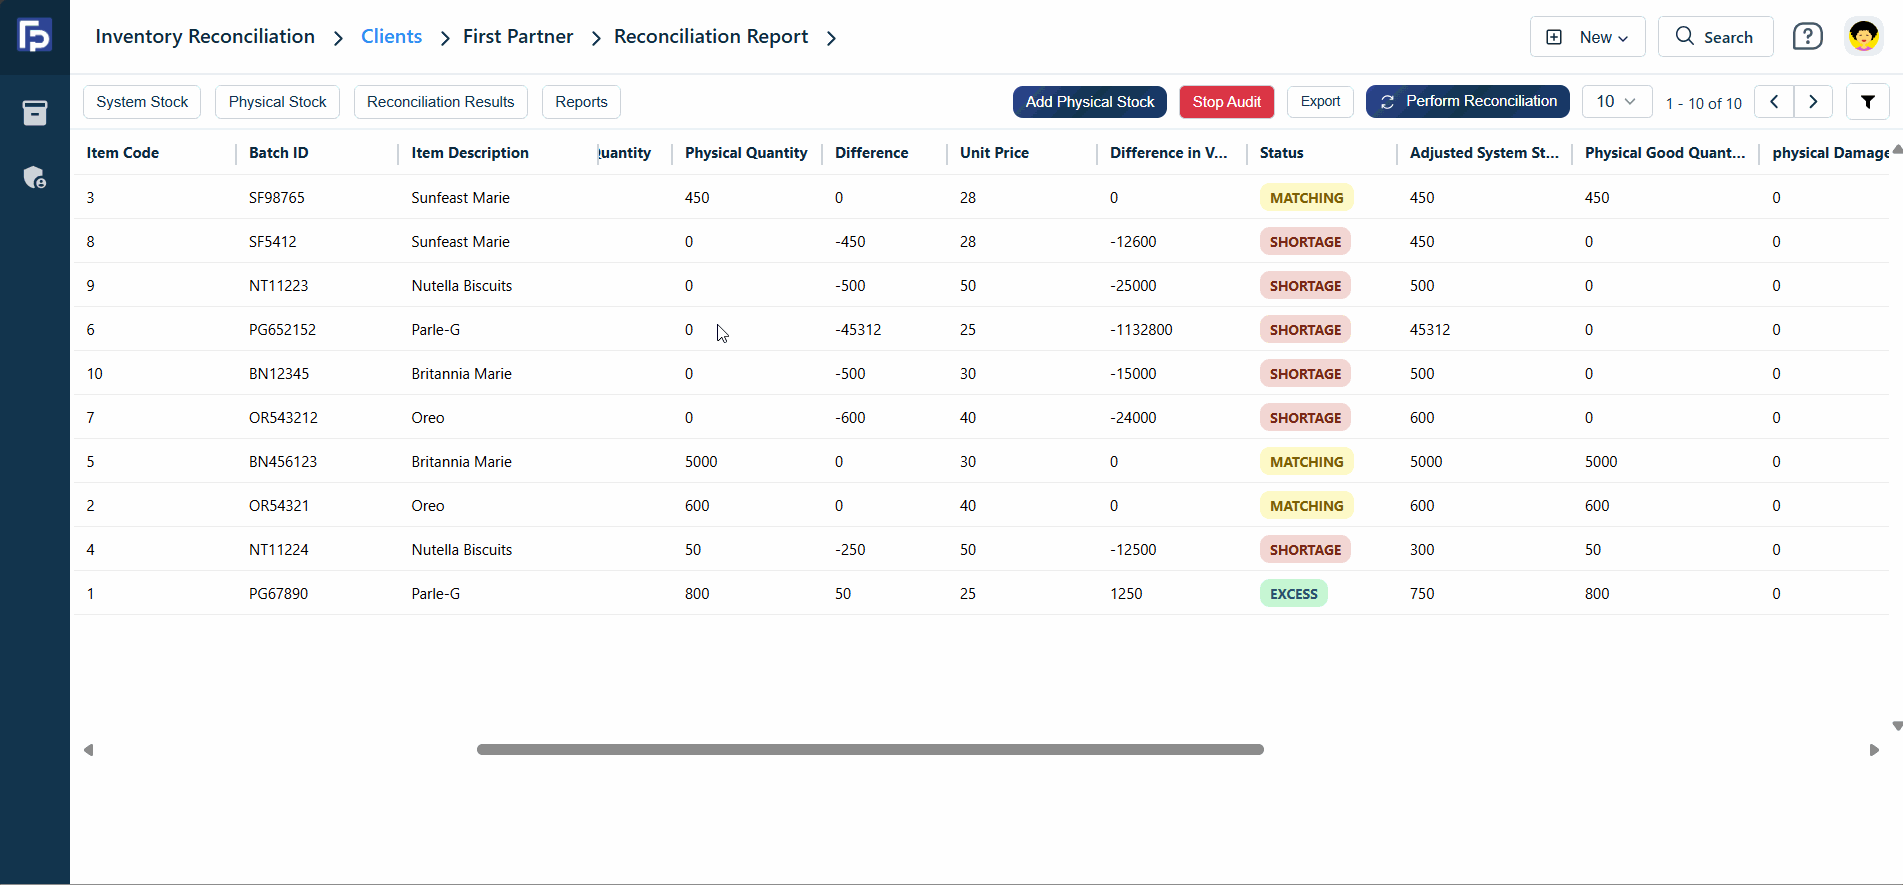 Inventory Reconciliation > Clients > First Partner > Reconciliation Report >
New
Search
?
System Stock
Physical Stock
Reconciliation Results
Reports
Add Physical Stock
Stop Audit
Export
Perform Reconciliation
10
1 - 10 of 10
Item Code Batch ID Item Description uantity Physical Quantity Difference Unit Price Difference in V... Status Adjusted System St... Physical Good Quant... physical Damage
3 SF98765 Sunfeast Marie 450 0 28 0 MATCHING 450 450 0
8 SF5412 Sunfeast Marie 0 -450 28 -12600 SHORTAGE 450 0 0
9 NT11223 Nutella Biscuits 0 -500 50 -25000 SHORTAGE 500 0 0
6 PG652152 Parle-G 0 -45312 25 -1132800 SHORTAGE 45312 0 0
10 BN12345 Britannia Marie 0 -500 30 -15000 SHORTAGE 500 0 0
7 OR543212 Oreo 0 -600 40 -24000 SHORTAGE 600 0 0
5 BN456123 Britannia Marie 5000 0 30 0 MATCHING 5000 5000 0
2 OR54321 Oreo 600 0 40 0 MATCHING 600 600 0
4 NT11224 Nutella Biscuits 50 -250 50 -12500 SHORTAGE 300 50 0
1 PG67890 Parle-G 800 50 25 1250 EXCESS 750 800 0